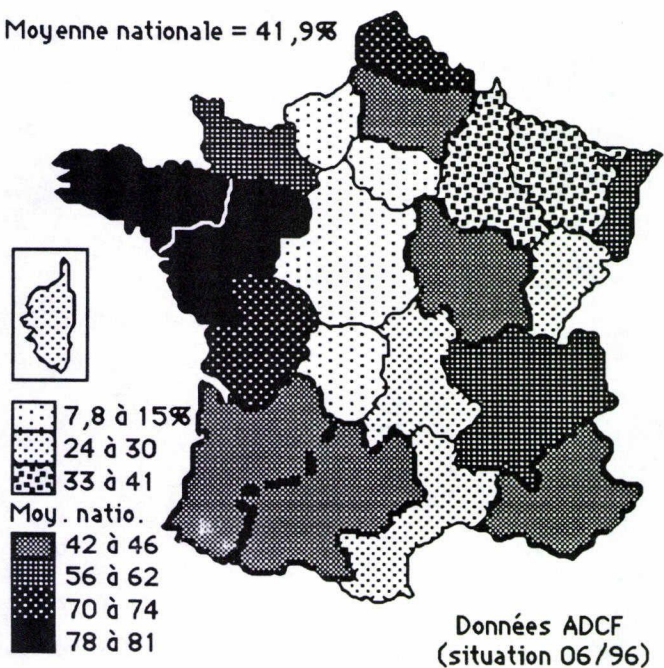 Moyenne nationale = 41,9%
7,8 à 15%
24 à 30
33 à 41
Moy. natio.
42 à 46
56 à 62
70 à 74
78 à 81
Données ADCF
(situation 06/96)